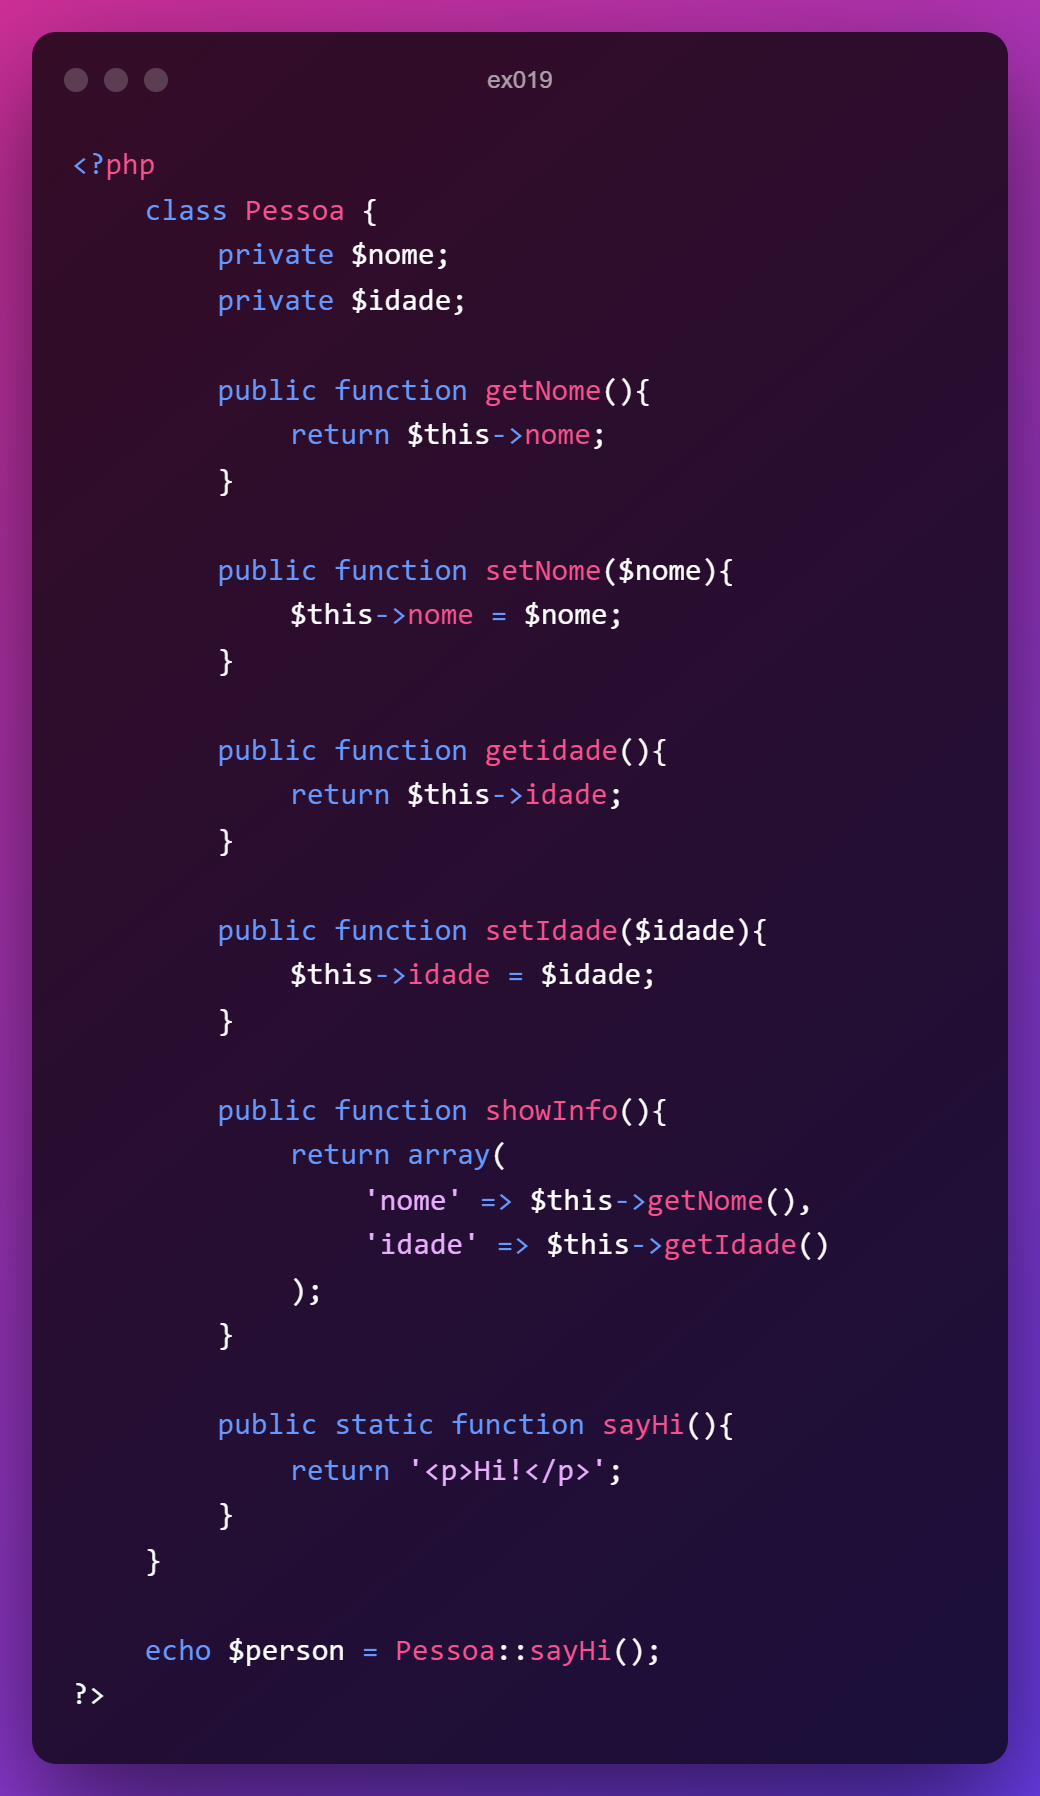 ex019
<?php
    class Pessoa {
        private $nome;
        private $idade;

        public function getNome(){
            return $this->nome;
        }

        public function setNome($nome){
            $this->nome = $nome;
        }

        public function getidade(){
            return $this->idade;
        }

        public function setIdade($idade){
            $this->idade = $idade;
        }

        public function showInfo(){
            return array(
                'nome' => $this->getNome(),
                'idade' => $this->getIdade()
            );
        }

        public static function sayHi(){
            return '<p>Hi!</p>';
        }
    }

    echo $person = Pessoa::sayHi();
?>